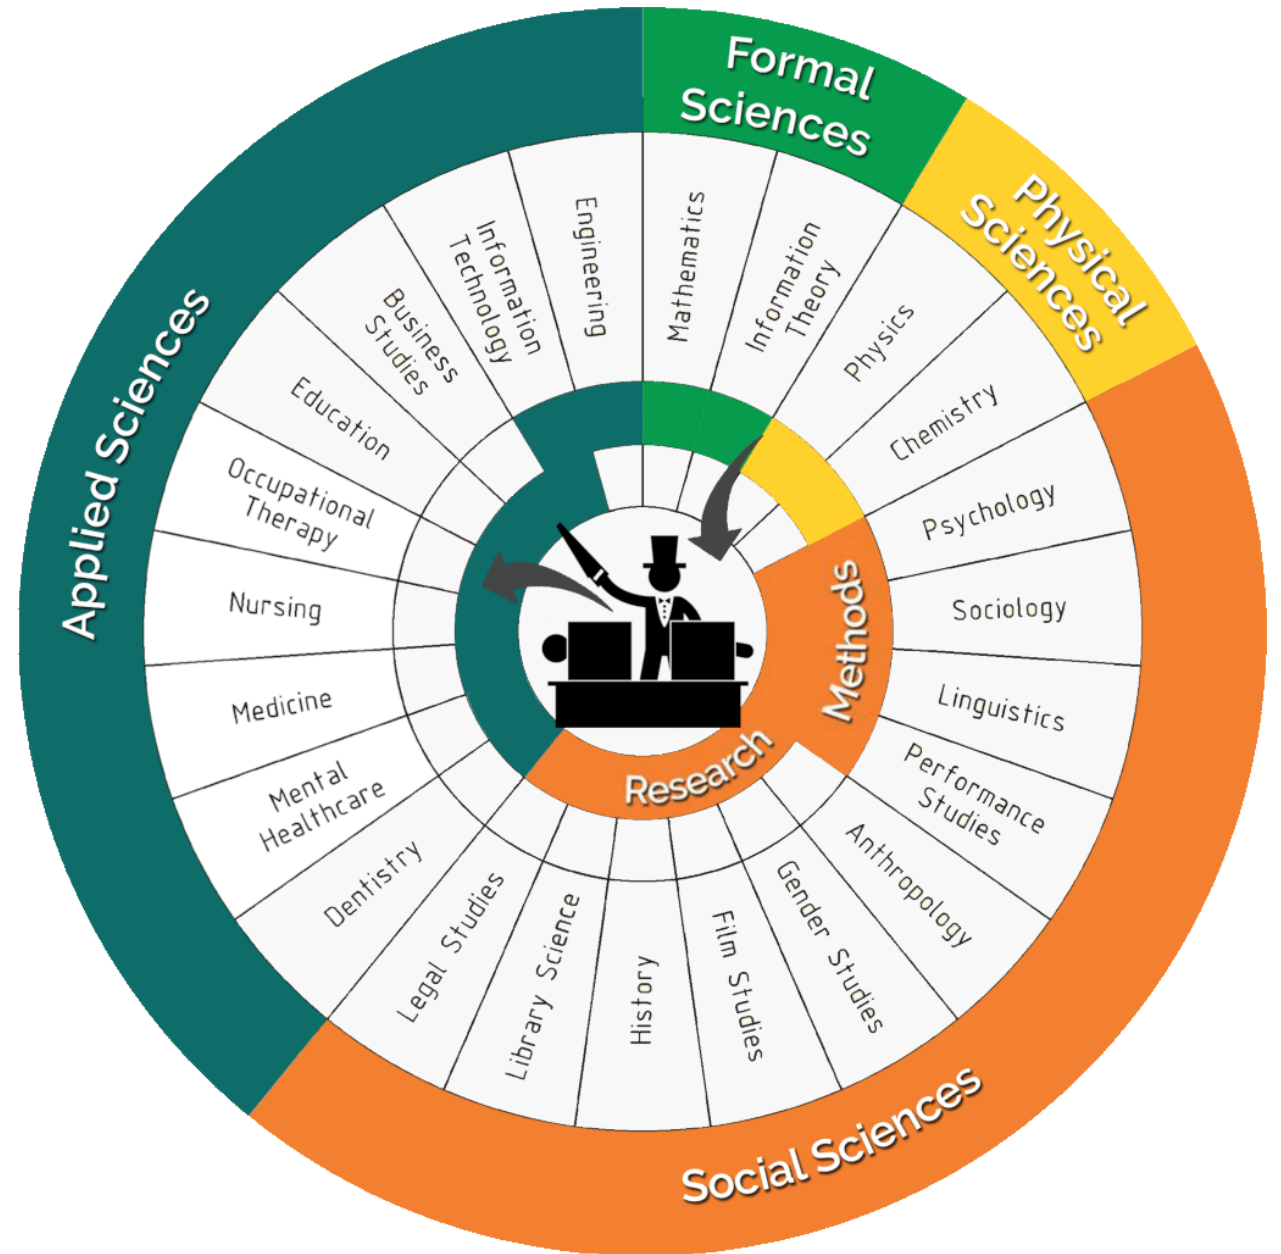 Formal
Sciences
Physical
Sciences
Applied Sciences
Social Sciences
Mathematics
Information
Theory
Physics
Chemistry
Psychology
Sociology
Linguistics
Performance
Studies
Anthropology
Gender Studies
Film Studies
History
Library Science
Legal Studies
Dentistry
Mental
Healthcare
Medicine
Nursing
Occupational
Therapy
Education
Business
Studies
Information
Technology
Engineering
Research
Methods